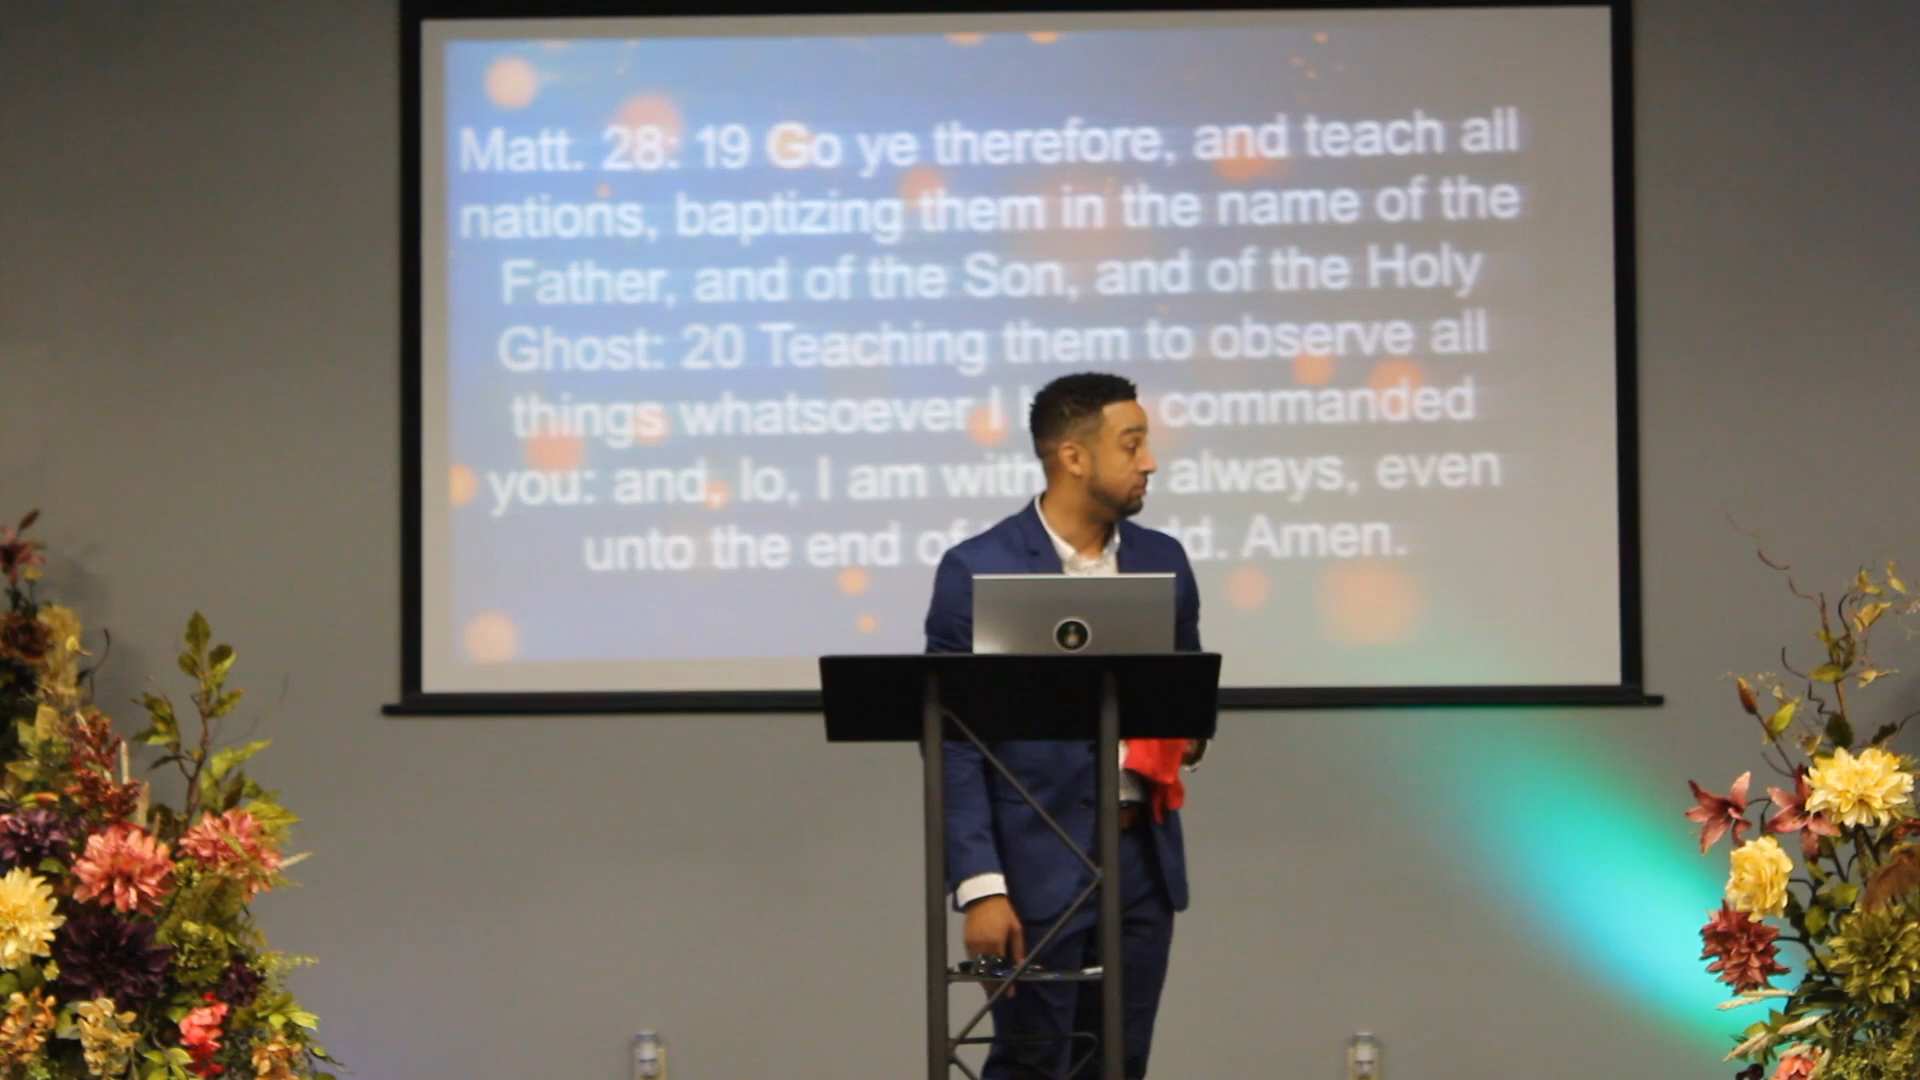 Matt. 28: 19 Go ye therefore, and teach all
nations, baptizing them in the name of the
Father, and of the Son, and of the Holy
Ghost: 20 Teaching them to observe all
things whatsoever I commanded
you: and, lo, I am with always, even
unto the end of Amen.